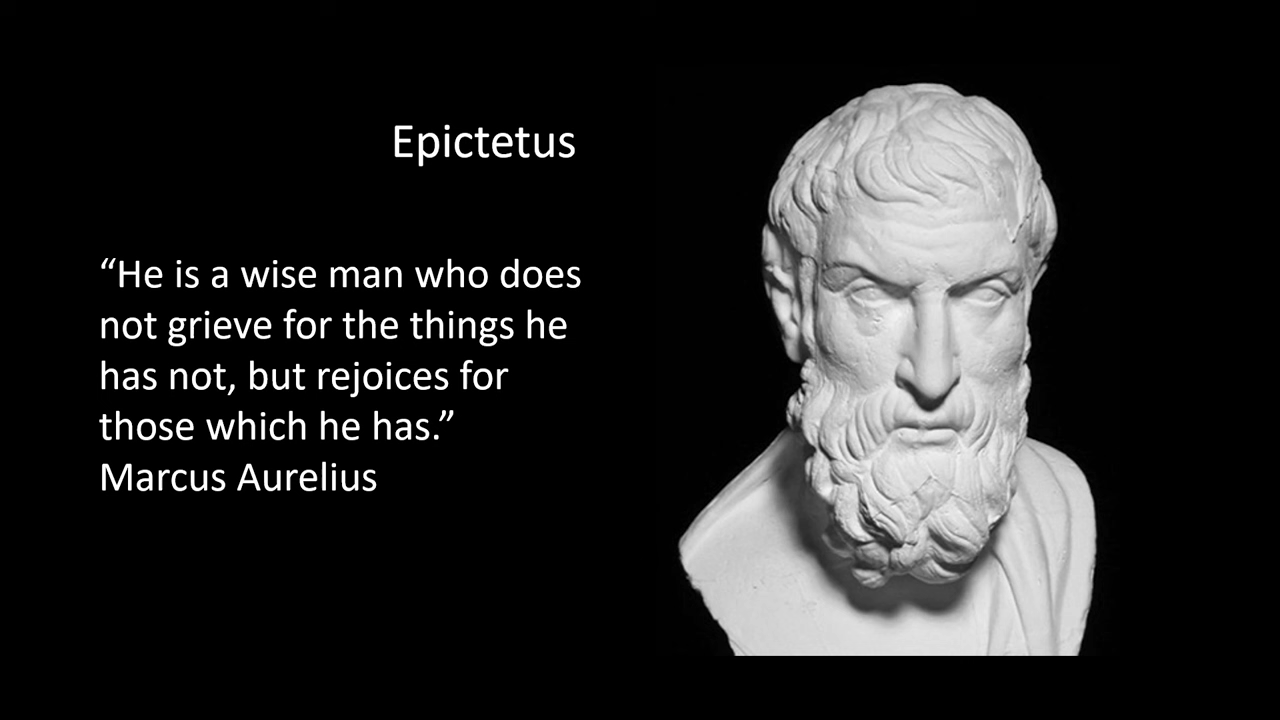 Epictetus
“He is a wise man who does
not grieve for the things he
has not, but rejoices for
those which he has.”
Marcus Aurelius